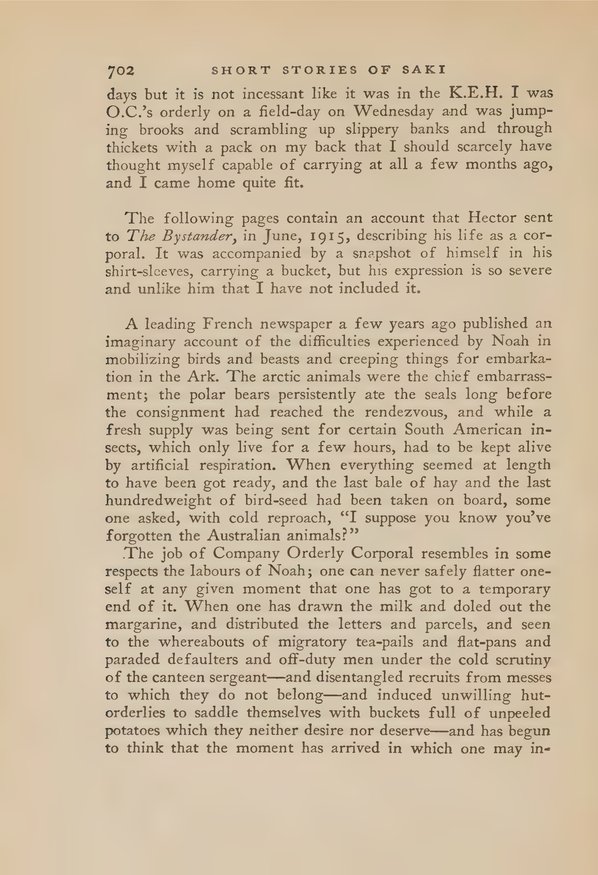 702 SHORT STORIES OF SAKI
days but it is not incessant like it was in the K.E.H. I was
O.C.'s orderly on a field-day on Wednesday and was jump-
ing brooks and scrambling up slippery banks and through
thickets with a pack on my back that I should scarcely have
thought myself capable of carrying at all a few months ago,
and I came home quite fit.
The following pages contain an account that Hector sent
to The Bystander, in June, 1915, describing his life as a cor-
poral. It was accompanied by a snapshot of himself in his
shirt-sleeves, carrying a bucket, but his expression is so severe
and unlike him that I have not included it.
A leading French newspaper a few years ago published an
imaginary account of the difficulties experienced by Noah in
mobilizing birds and beasts and creeping things for embarka-
tion in the Ark. The arctic animals were the chief embarrass-
ment; the polar bears persistently ate the seals long before
the consignment had reached the rendezvous, and while a
fresh supply was being sent for certain South American in-
sects, which only live for a few hours, had to be kept alive
by artificial respiration. When everything seemed at length
to have been got ready, and the last bale of hay and the last
hundredweight of bird-seed had been taken on board, some
one asked, with cold reproach, "I suppose you know you've
forgotten the Australian animals?"
The job of Company Orderly Corporal resembles in some
respects the labours of Noah; one can never safely flatter one-
self at any given moment that one has got to a temporary
end of it. When one has drawn the milk and doled out the
margarine, and distributed the letters and parcels, and seen
to the whereabouts of migratory tea-pails and flat-pans and
paraded defaulters and off-duty men under the cold scrutiny
of the canteen sergeant—and disentangled recruits from messes
to which they do not belong—and induced unwilling hut-
orderlies to saddle themselves with buckets full of unpeeled
potatoes which they neither desire nor deserve—and has begun
to think that the moment has arrived in which one may in-